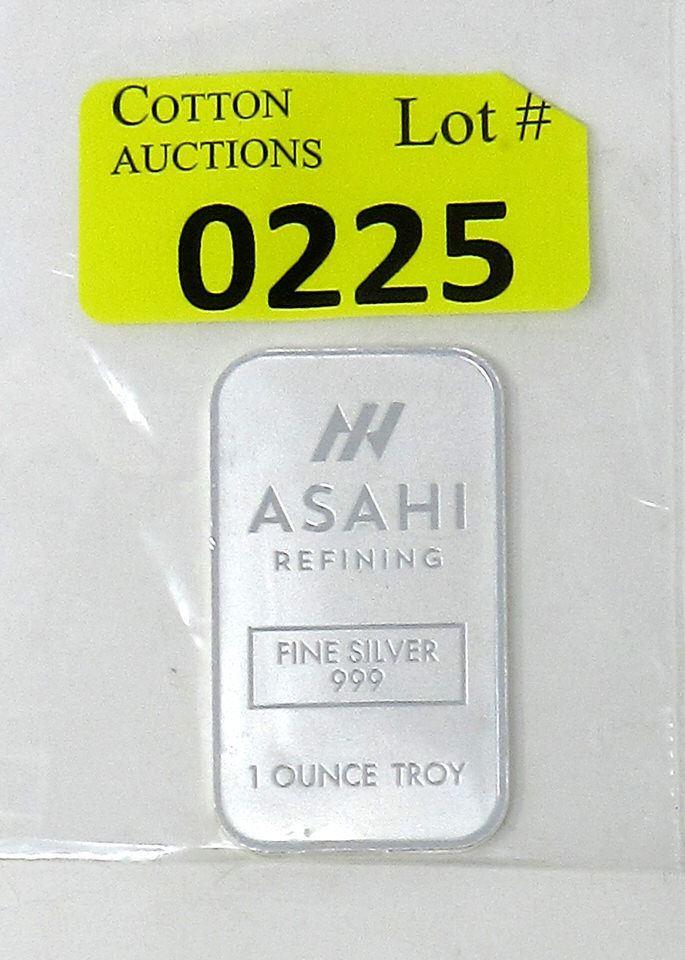 COTTON
AUCTIONS
Lot #
0225
ASAHI
REFINING
FINE SILVER
999
1 OUNCE TROY